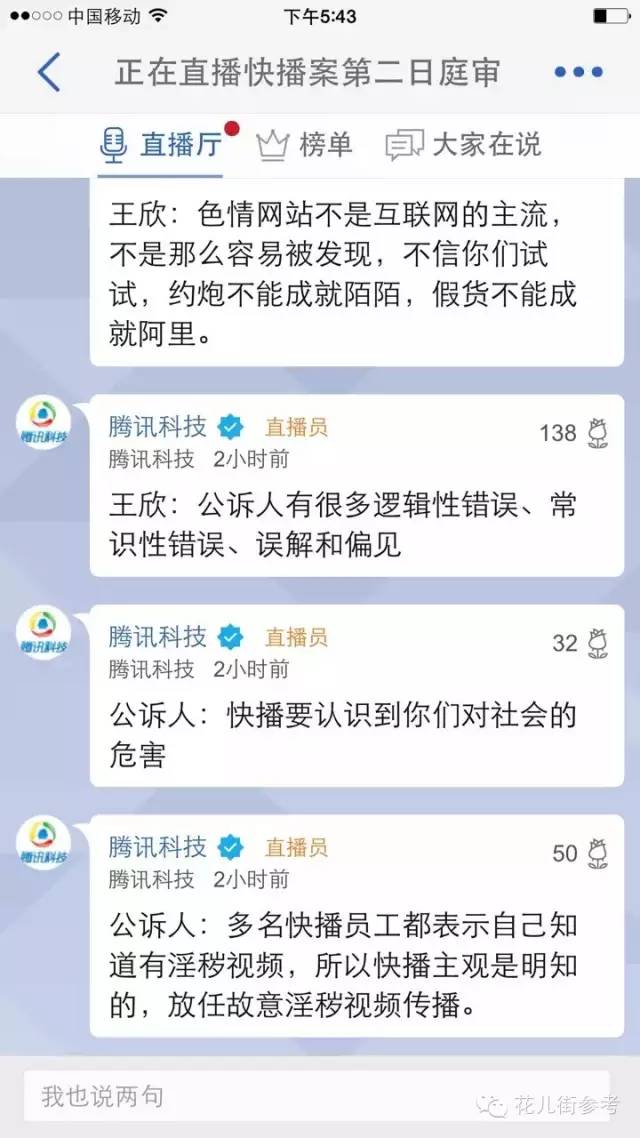 中国移动 下午5:43
正在直播快播案第二日庭审
直播厅 榜单 大家在说
王欣：色情网站不是互联网的主流，
不是那么容易被发现，不信你们试
试，约炮不能成就陌陌，假货不能成
就阿里。
腾讯科技 直播员 138
腾讯科技 2小时前
腾讯科技
王欣：公诉人有很多逻辑性错误、常
识性错误、误解和偏见
腾讯科技 直播员 32
腾讯科技 2小时前
腾讯科技
公诉人：快播要认识到你们对社会的
危害
腾讯科技 直播员 50
腾讯科技 2小时前
腾讯科技
公诉人：多名快播员工都表示自己知
道有淫秽视频，所以快播主观是明知
的，放任故意淫秽视频传播。
我也说两句
花儿街参考